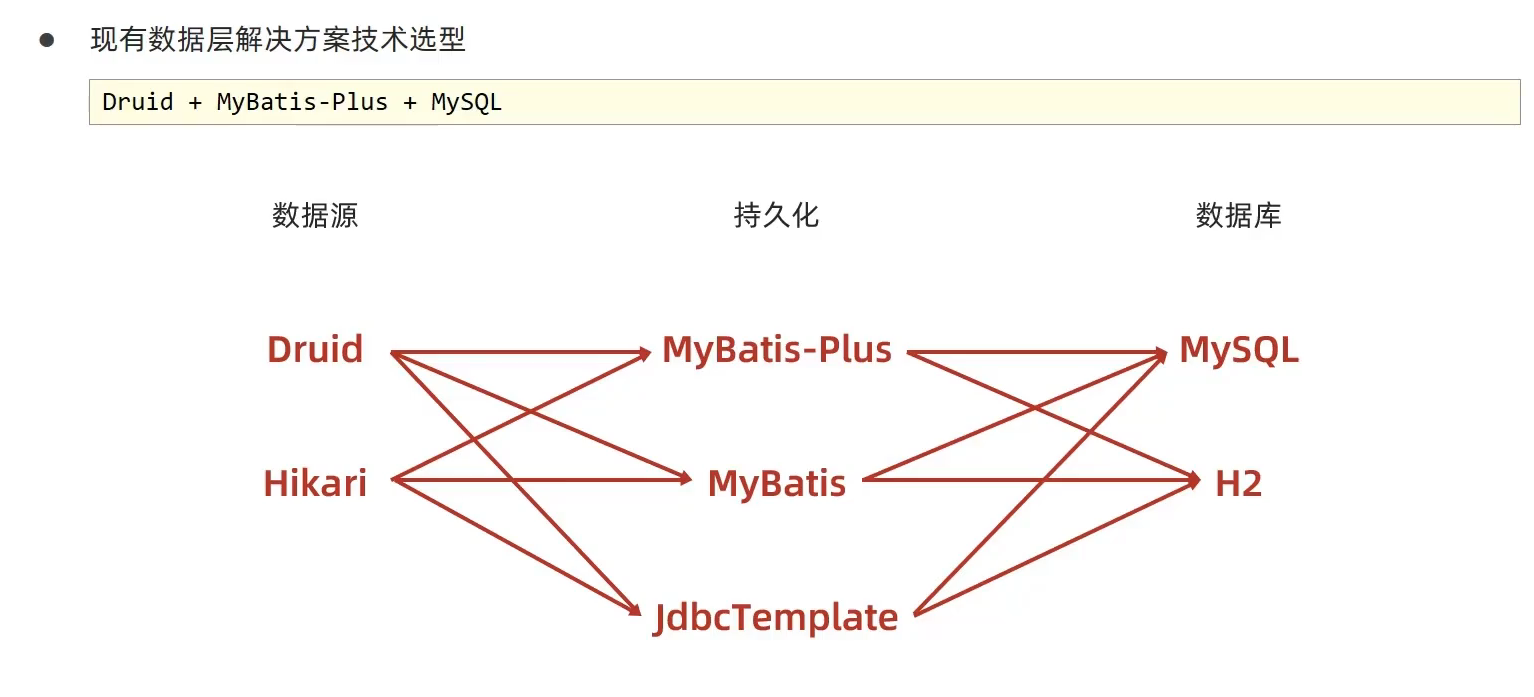 现有数据层解决方案技术选型
Druid + MyBatis-Plus + MySQL
数据源 持久化 数据库
Druid MyBatis-Plus MySQL
Hikari MyBatis H2
JdbcTemplate